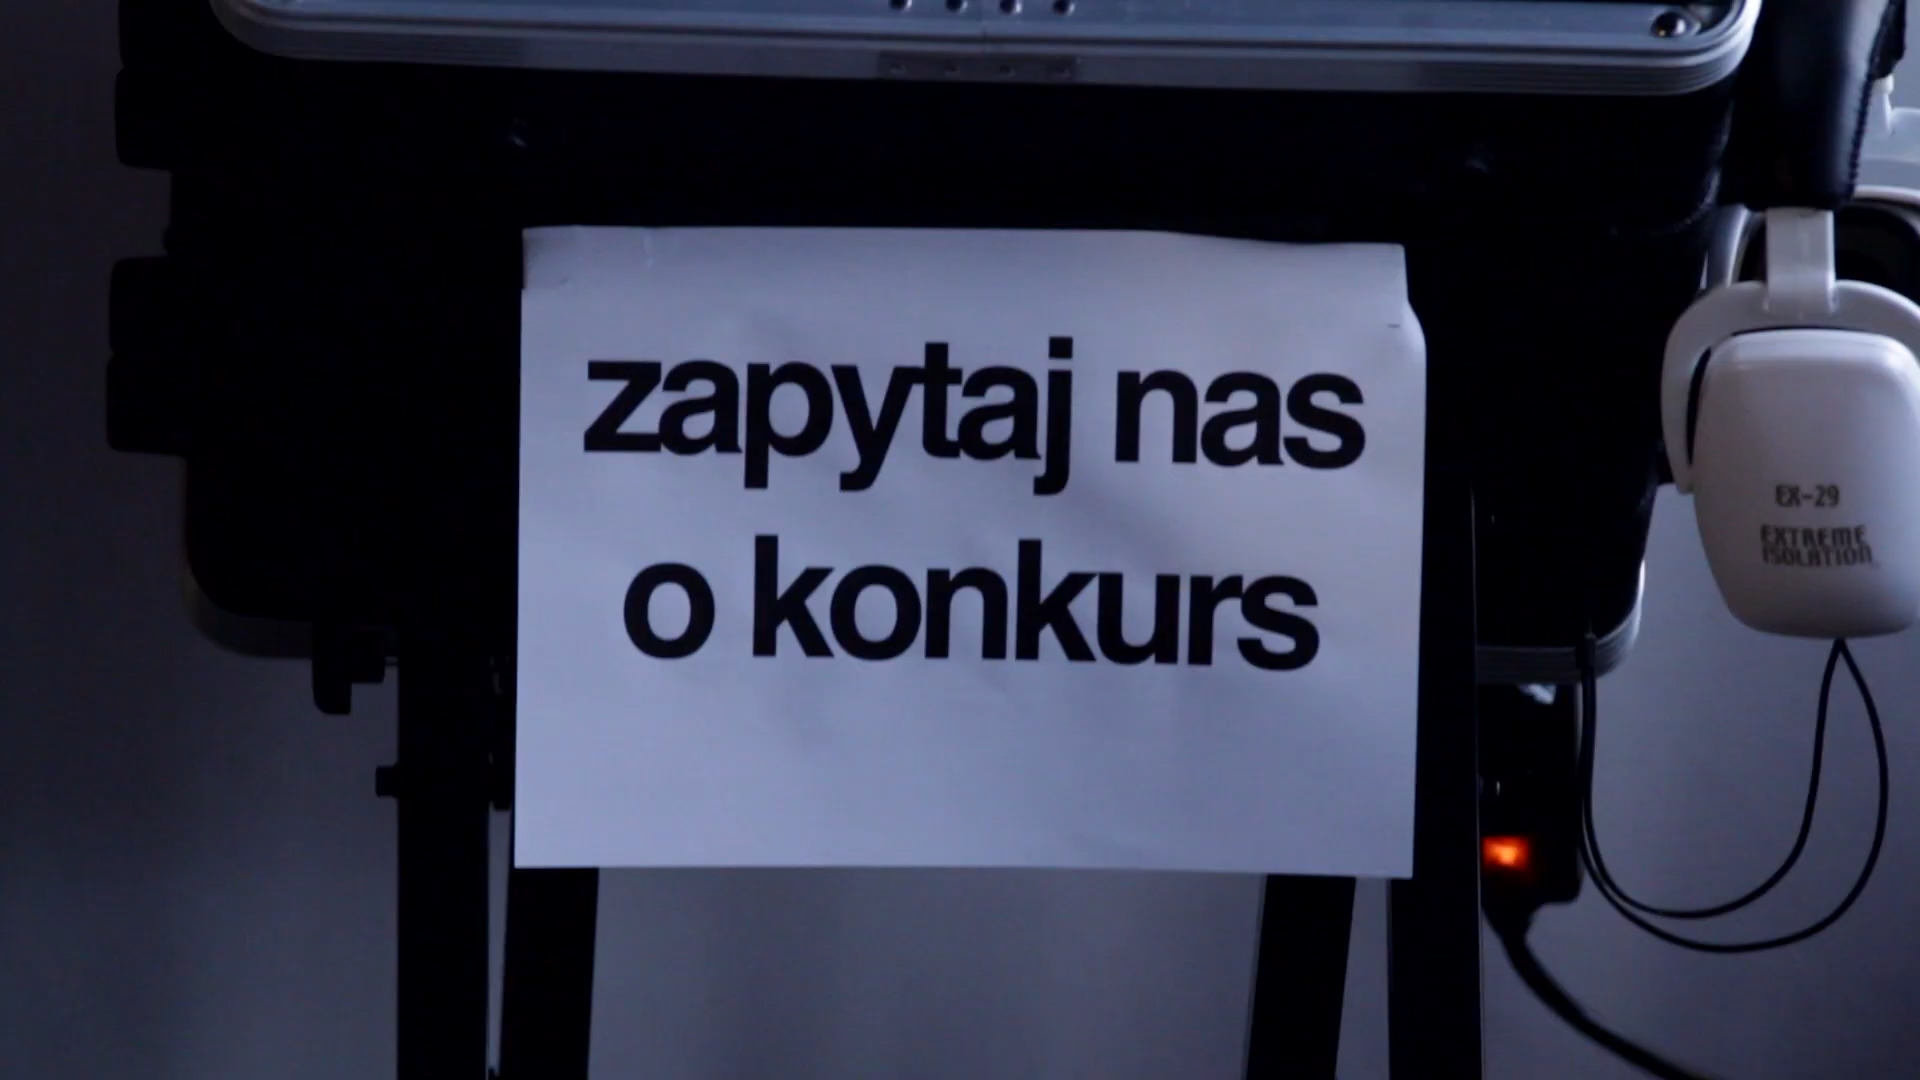 zapytaj nas
o konkurs
EX-29
EXTREME
ISOLATION